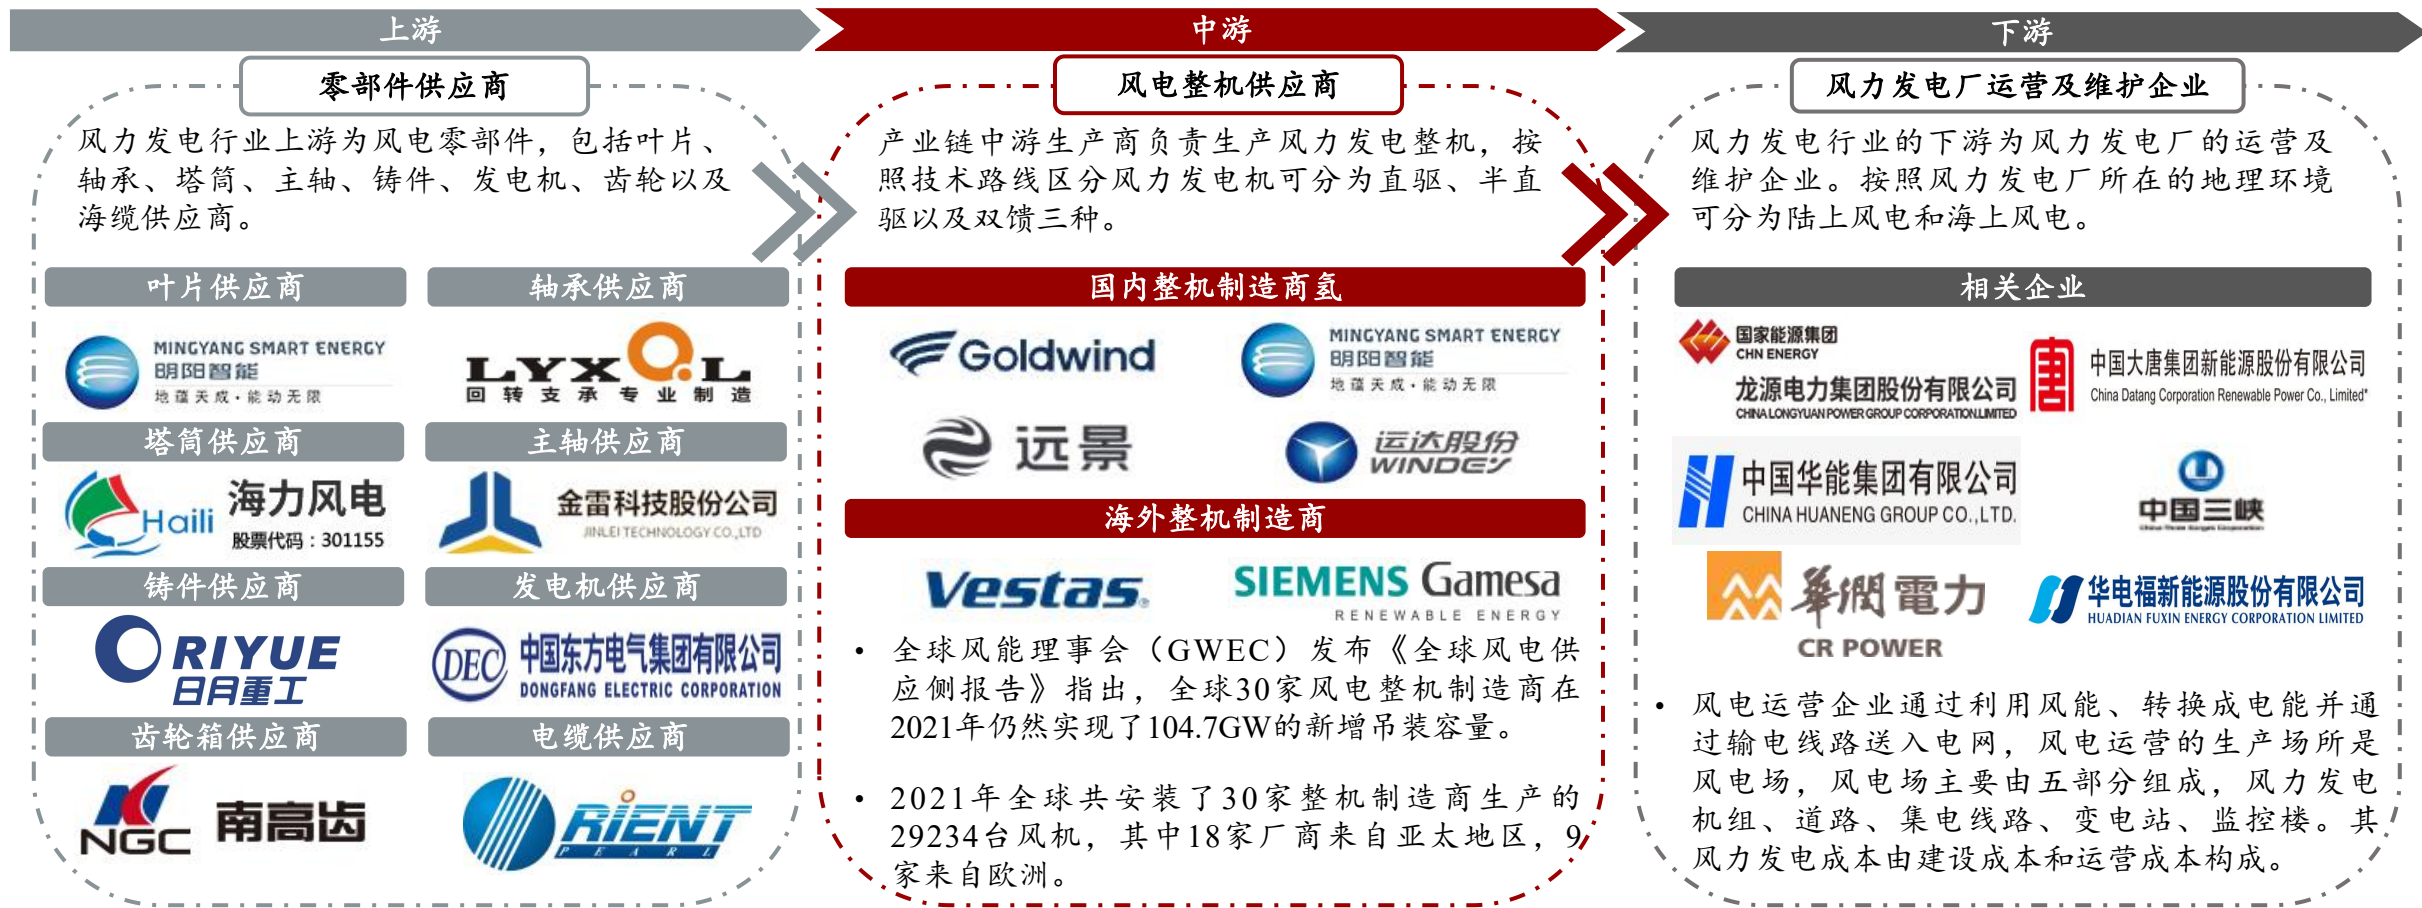 上游
零部件供应商
风力发电行业上游为风电零部件，包括叶片、
轴承、塔筒、主轴、铸件、发电机、齿轮以及
海缆供应商。
叶片供应商
轴承供应商
MINGYANG SMART ENERGY
明阳智能
地蕴天成·能动无限
LYXQL
回转支承专业制造
塔筒供应商
主轴供应商
Haili
海力风电
股票代码：301155
金雷科技股份公司
JINLEI TECHNOLOGY CO.,LTD
铸件供应商
发电机供应商
RIYUE
日月重工
DEC
中国东方电气集团有限公司
DONGFANG ELECTRIC CORPORATION
齿轮箱供应商
电缆供应商
NGC
南高齿
ORIENT
PEARL
中游
风电整机供应商
产业链中游生产商负责生产风力发电整机，按
照技术路线区分风力发电机可分为直驱、半直
驱以及双馈三种。
国内整机制造商氢
Goldwind
MINGYANG SMART ENERGY
明阳智能
地蕴天成·能动无限
远景
运达股份
WINDEY
海外整机制造商
Vestas
SIEMENS Gamesa
RENEWABLE ENERGY
• 全球风能理事会（GWEC）发布《全球风电供
应侧报告》指出，全球30家风电整机制造商在
2021年仍然实现了104.7GW的新增吊装容量。
• 2021年全球共安装了30家整机制造商生产的
29234台风机，其中18家厂商来自亚太地区，9
家来自欧洲。
下游
风力发电厂运营及维护企业
风力发电行业的下游为风力发电厂的运营及
维护企业。按照风力发电厂所在的地理环境
可分为陆上风电和海上风电。
相关企业
国家能源集团
CHN ENERGY
龙源电力集团股份有限公司
CHINA LONGYUAN POWER GROUP CORPORATION LIMITED
唐
中国大唐集团新能源股份有限公司
China Datang Corporation Renewable Power Co., Limited*
中国华能集团有限公司
CHINA HUANENG GROUP CO.,LTD.
中国三峡
China Three Gorges Corporation
華潤電力
CR POWER
华电福新能源股份有限公司
HUADIAN FUXIN ENERGY CORPORATION LIMITED
• 风电运营企业通过利用风能、转换成电能并通
过输电线路送入电网，风电运营的生产场所是
风电场，风电场主要由五部分组成，风力发电
机组、道路、集电线路、变电站、监控楼。其
风力发电成本由建设成本和运营成本构成。